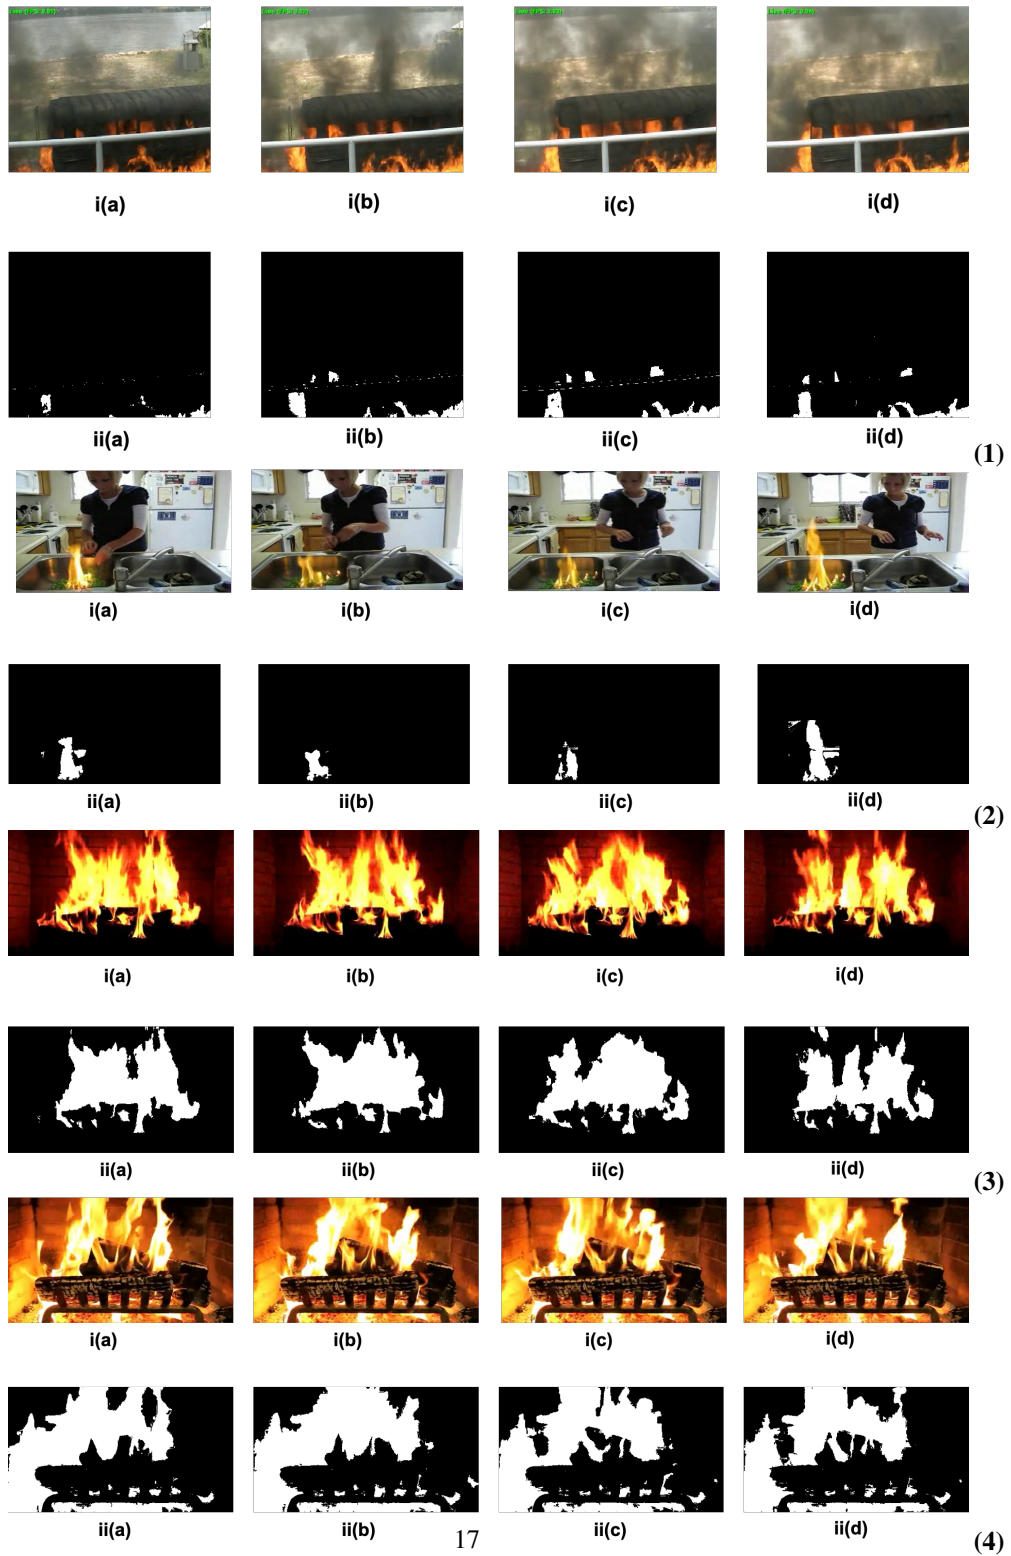 i(a) i(b) i(c) i(d)
ii(a) ii(b) ii(c) ii(d) (1)
i(a) i(b) i(c) i(d)
ii(a) ii(b) ii(c) ii(d) (2)
i(a) i(b) i(c) i(d)
ii(a) ii(b) ii(c) ii(d) (3)
i(a) i(b) i(c) i(d)
ii(a) ii(b) ii(c) ii(d) (4)
17